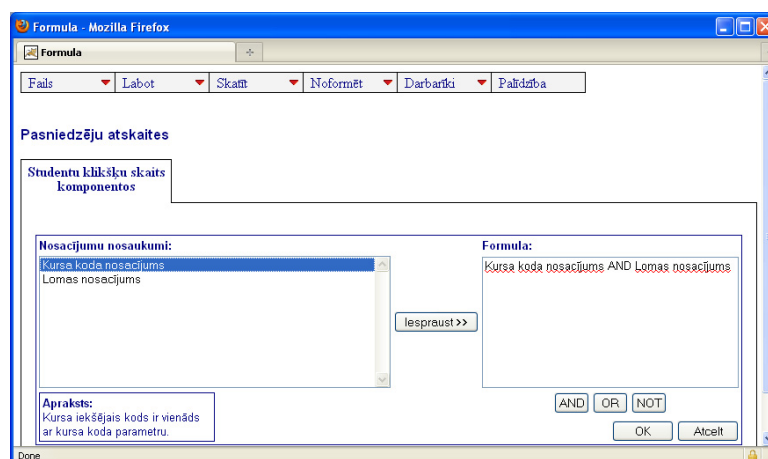 Formula - Mozilla Firefox
Formula
Fails Labot Skatīt Noformēt Darbarīki Palīdzība
Pasniedzēju atskaites
Studentu klikšķu skaits
komponentos
Nosacījumu nosaukumi:
Kursa koda nosacījums
Lomas nosacījums
Iespraust >>
Formula:
Kursa koda nosacījums AND Lomas nosacījums
Apraksts:
Kursa iekšējais kods ir vienāds
ar kursa koda parametru.
AND OR NOT
OK Atcelt
Done